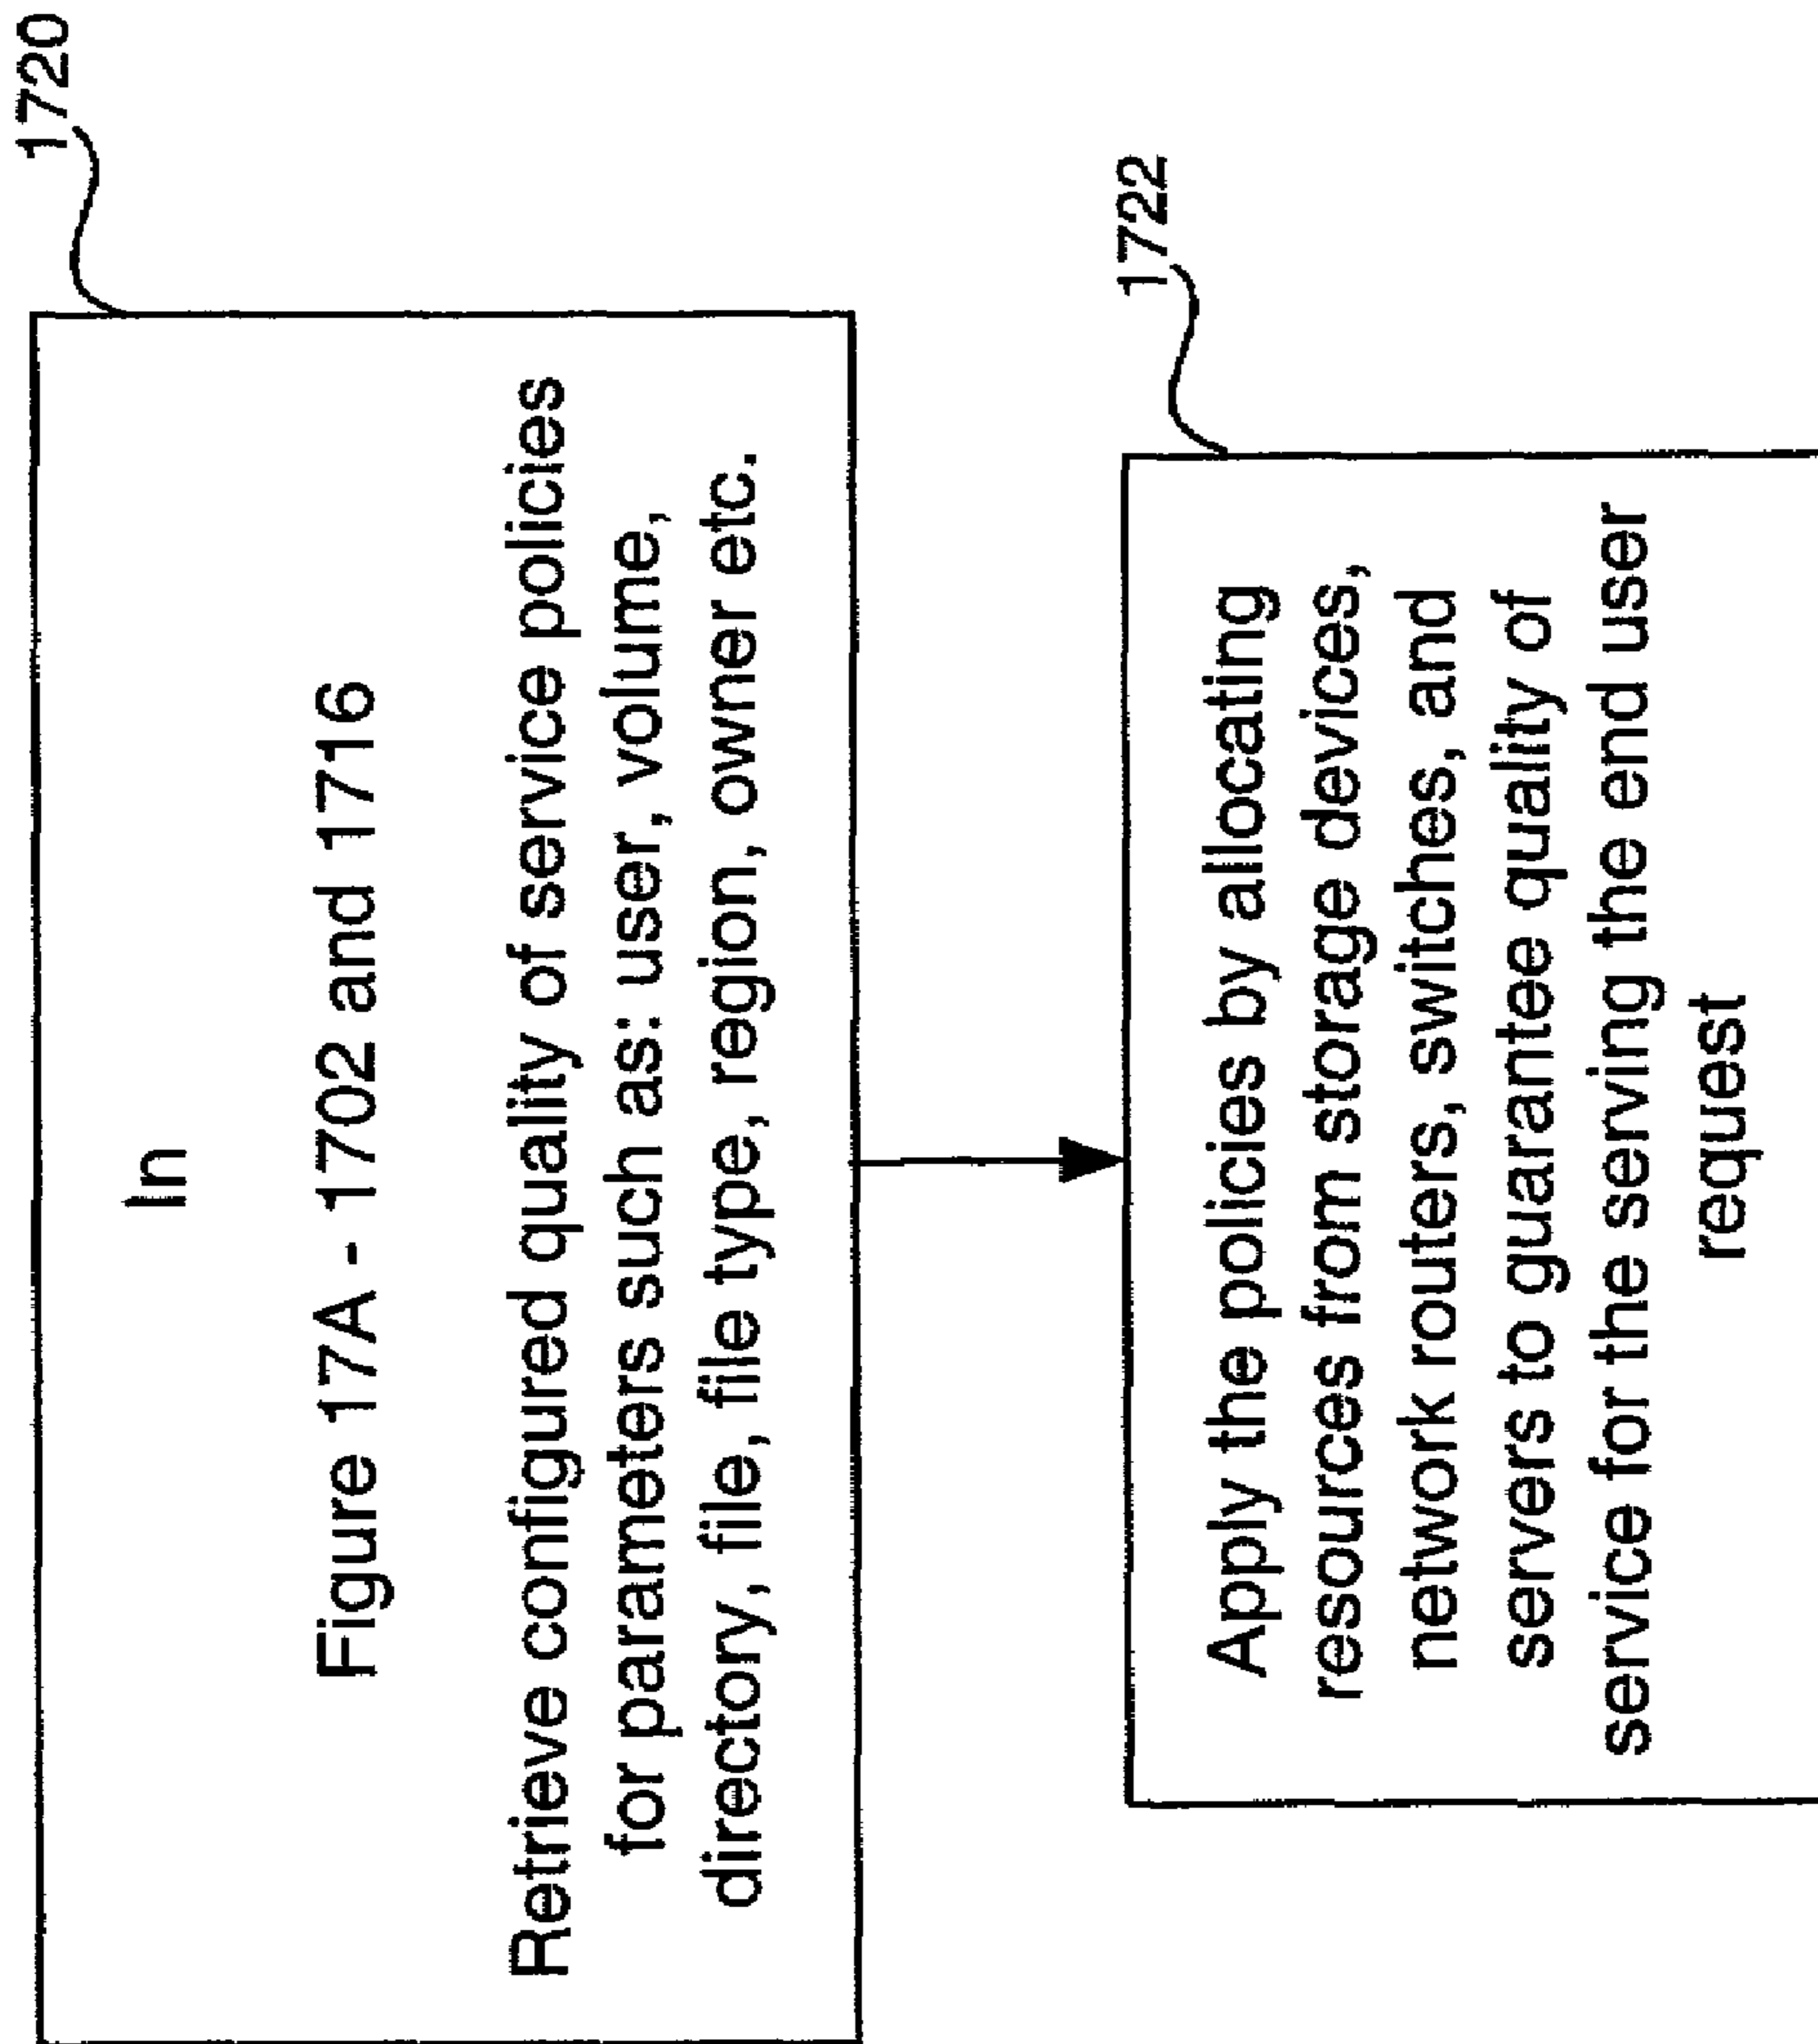 1720
In
Figure 17A - 1702 and 1716
Retrieve configured quality of service policies
for parameters such as: user, volume,
directory, file, file type, region, owner etc.
1722
Apply the policies by allocating
resources from storage devices,
network routers, switches, and
servers to guarantee quality of
service for the serving the end user
request